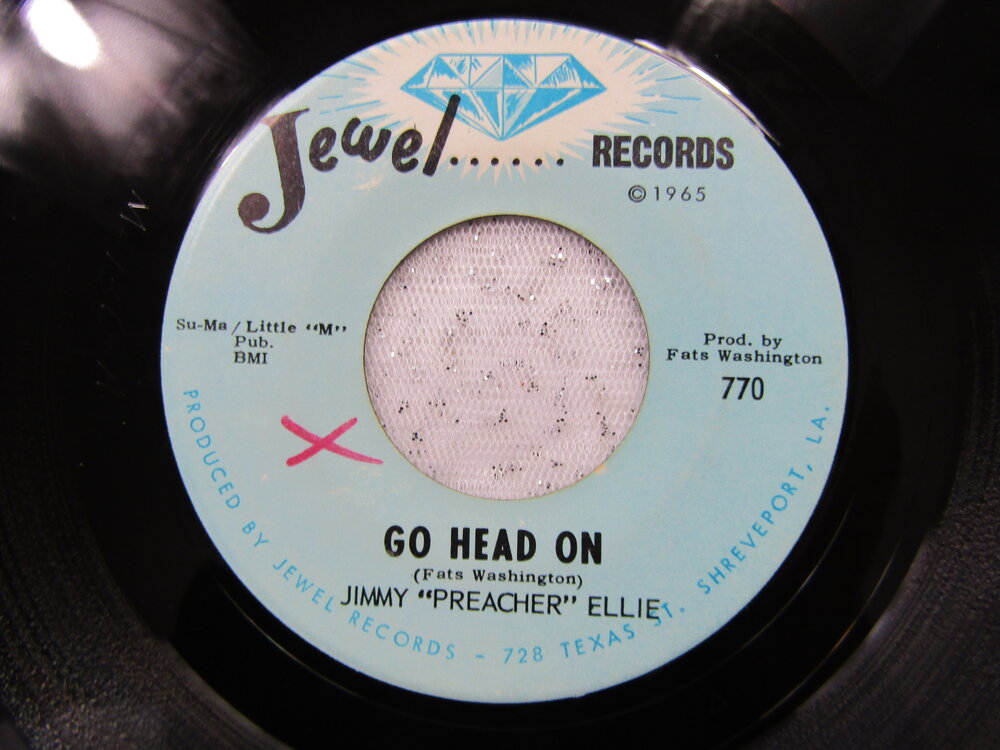 Jewel...... RECORDS
© 1965
Su-Ma / Little "M"
Pub.
BMI
Prod. by
Fats Washington
770
GO HEAD ON
(Fats Washington)
JIMMY "PREACHER" ELLIE
PRODUCED BY JEWEL RECORDS - 728 TEXAS ST. SHREVEPORT, LA.